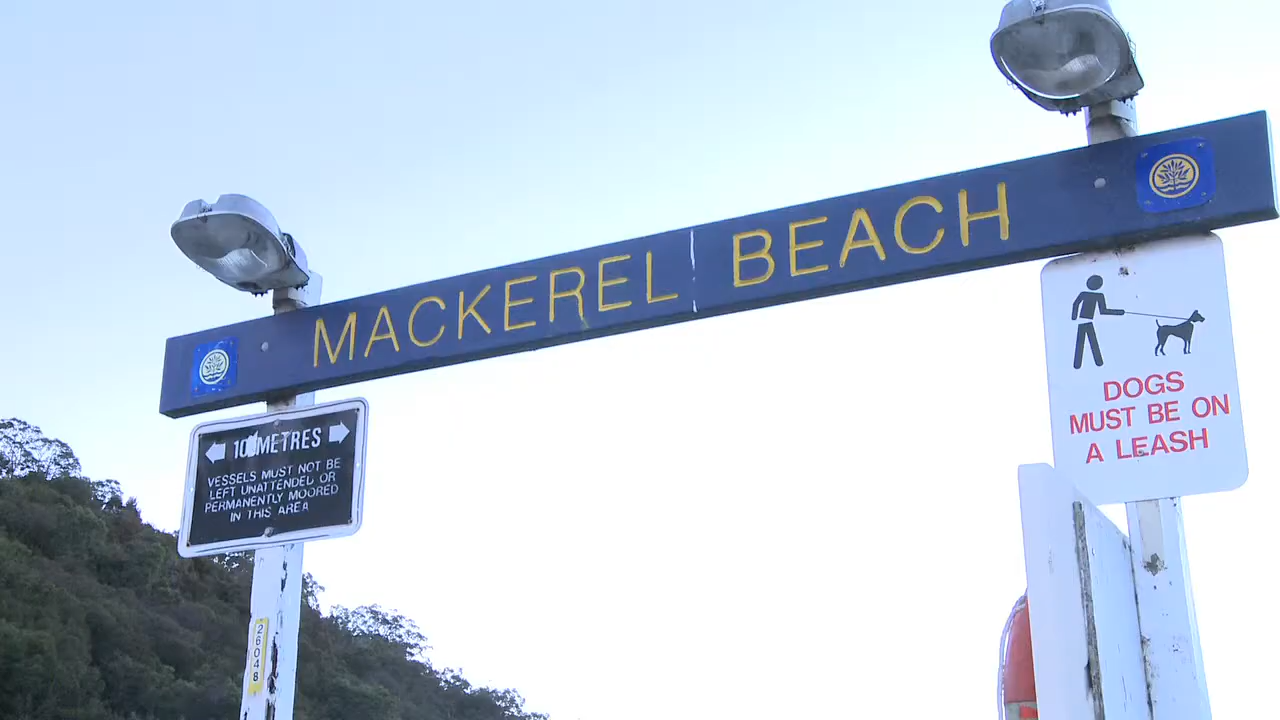 MACKEREL BEACH
10 METRES
VESSELS MUST NOT BE
LEFT UNATTENDED OR
PERMANENTLY MOORED
IN THIS AREA
DOGS
MUST BE ON
A LEASH
26048